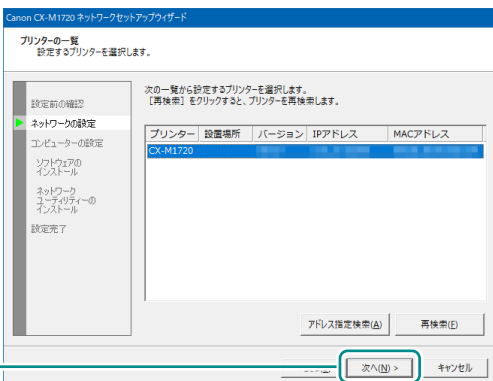 Canon CX-M1720 ネットワークセットアップウィザード
プリンターの一覧
設定するプリンターを選択します。
次の一覧から設定するプリンターを選択します。
［再検索］をクリックすると、プリンターを再検索します。
設定前の確認
ネットワークの設定
コンピューターの設定
ソフトウェアの
インストール
ネットワーク
ユーティリティーの
インストール
設定完了
プリンター 設置場所 バージョン IPアドレス MACアドレス
CX-M1720
アドレス指定検索(A) 再検索(F)
次へ(N) > キャンセル